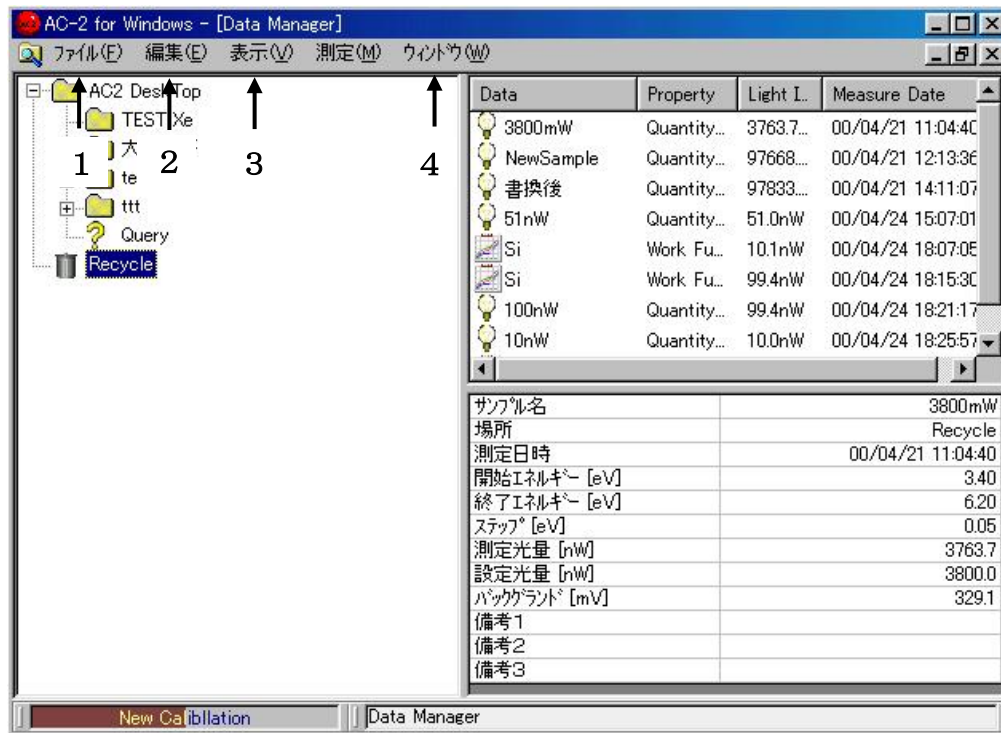 AC-2 for Windows - [Data Manager]
ファイル(F) 編集(E) 表示(V) 測定(M) ウィンドウ(W)
AC2 DeskTop
TEST Xe
大
te
ttt
Query
Recycle
1 2 3 4
Data Property Light I... Measure Date
3800mW Quantity... 3763.7... 00/04/21 11:04:40
NewSample Quantity... 97668.... 00/04/21 12:13:36
書換後 Quantity... 97833.... 00/04/21 14:11:07
51nW Quantity... 51.0nW 00/04/24 15:07:01
Si Work Fu... 10.1nW 00/04/24 18:07:05
Si Work Fu... 99.4nW 00/04/24 18:15:30
100nW Quantity... 99.4nW 00/04/24 18:21:17
10nW Quantity... 10.0nW 00/04/24 18:25:57
サンプル名 3800mW
場所 Recycle
測定日時 00/04/21 11:04:40
開始エネルギー [eV] 3.40
終了エネルギー [eV] 6.20
ステップ [eV] 0.05
測定光量 [nW] 3763.7
設定光量 [nW] 3800.0
バックグランド [mV] 329.1
備考1
備考2
備考3
New Calibllation
Data Manager